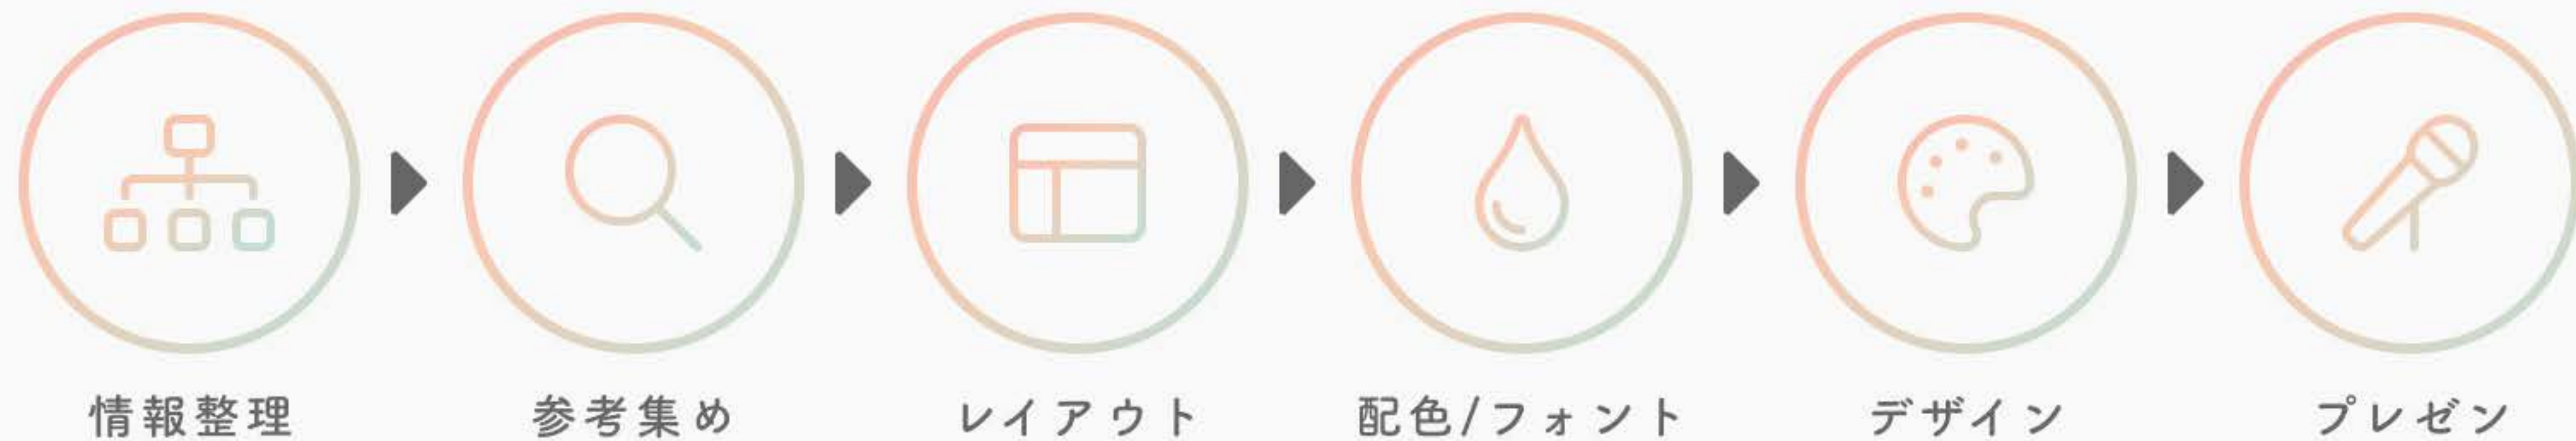 情報整理
参考集め
レイアウト
配色/フォント
デザイン
プレゼン